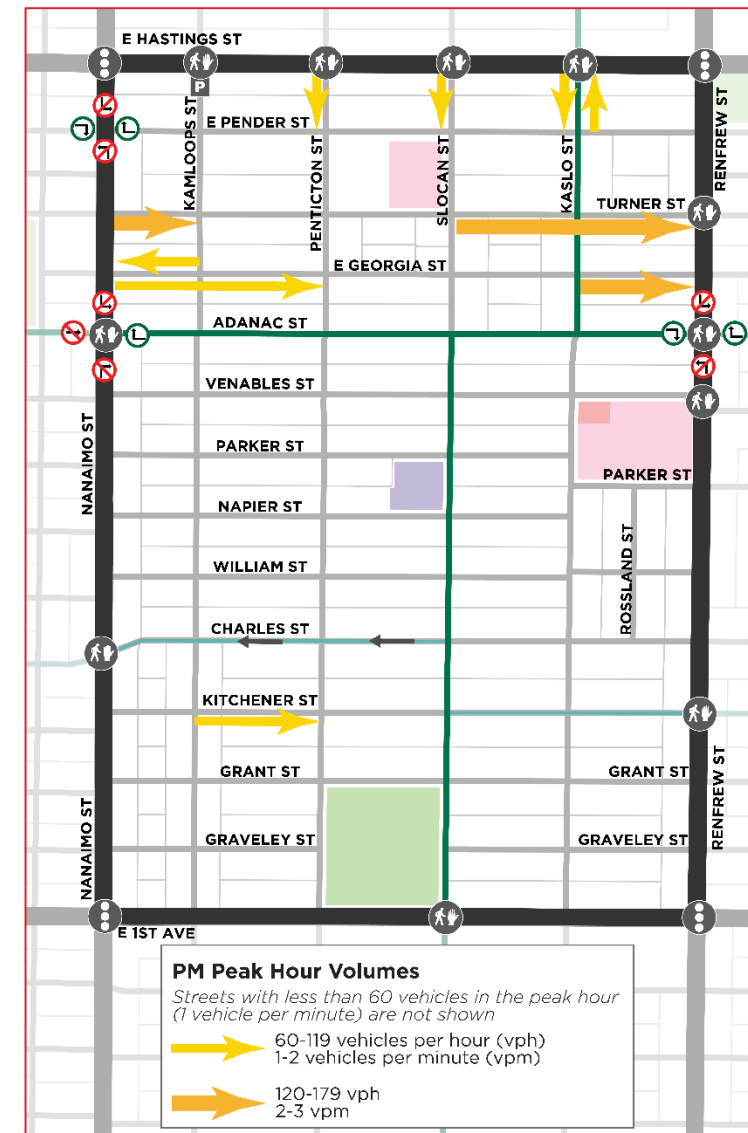 E HASTINGS ST
P
E PENDER ST
KAMLOOPS ST
PENTICTON ST
SLOCAN ST
KASLO ST
RENFREW ST
TURNER ST
E GEORGIA ST
ADANAC ST
VENABLES ST
NANAIMO ST
PARKER ST
PARKER ST
NAPIER ST
ROSSLAND ST
WILLIAM ST
CHARLES ST
KITCHENER ST
GRANT ST
GRANT ST
NANAIMO ST
RENFREW ST
GRAVELEY ST
GRAVELEY ST
E 1ST AVE
PM Peak Hour Volumes
Streets with less than 60 vehicles in the peak hour
(1 vehicle per minute) are not shown
60-119 vehicles per hour (vph)
1-2 vehicles per minute (vpm)
120-179 vph
2-3 vpm